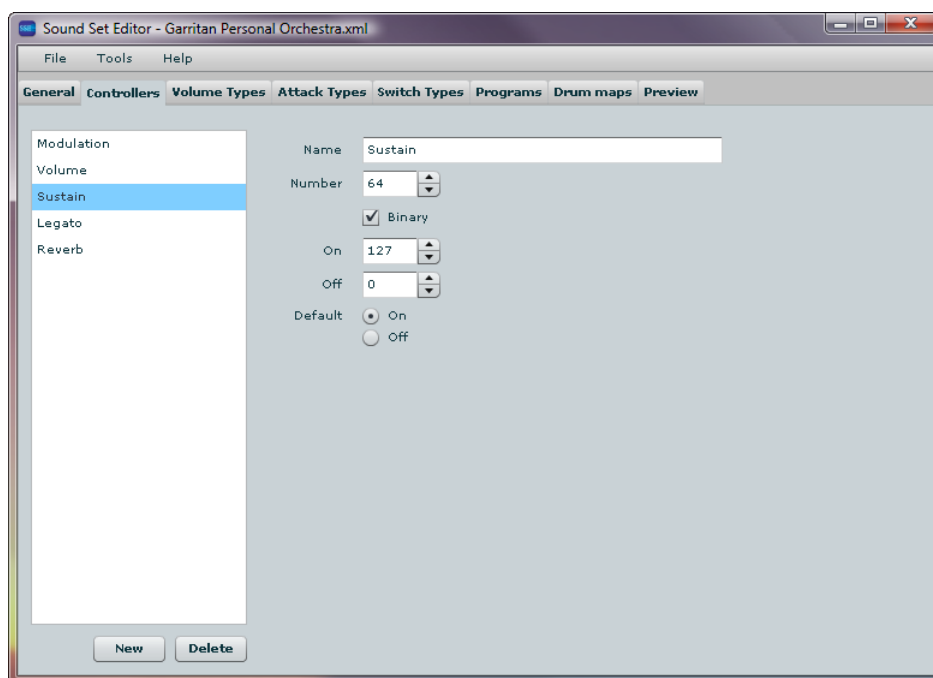 Sound Set Editor - Garritan Personal Orchestra.xml
File Tools Help
General Controllers Volume Types Attack Types Switch Types Programs Drum maps Preview
Modulation
Volume
Sustain
Legato
Reverb
Name Sustain
Number 64
Binary
On 127
Off 0
Default On
Off
New Delete